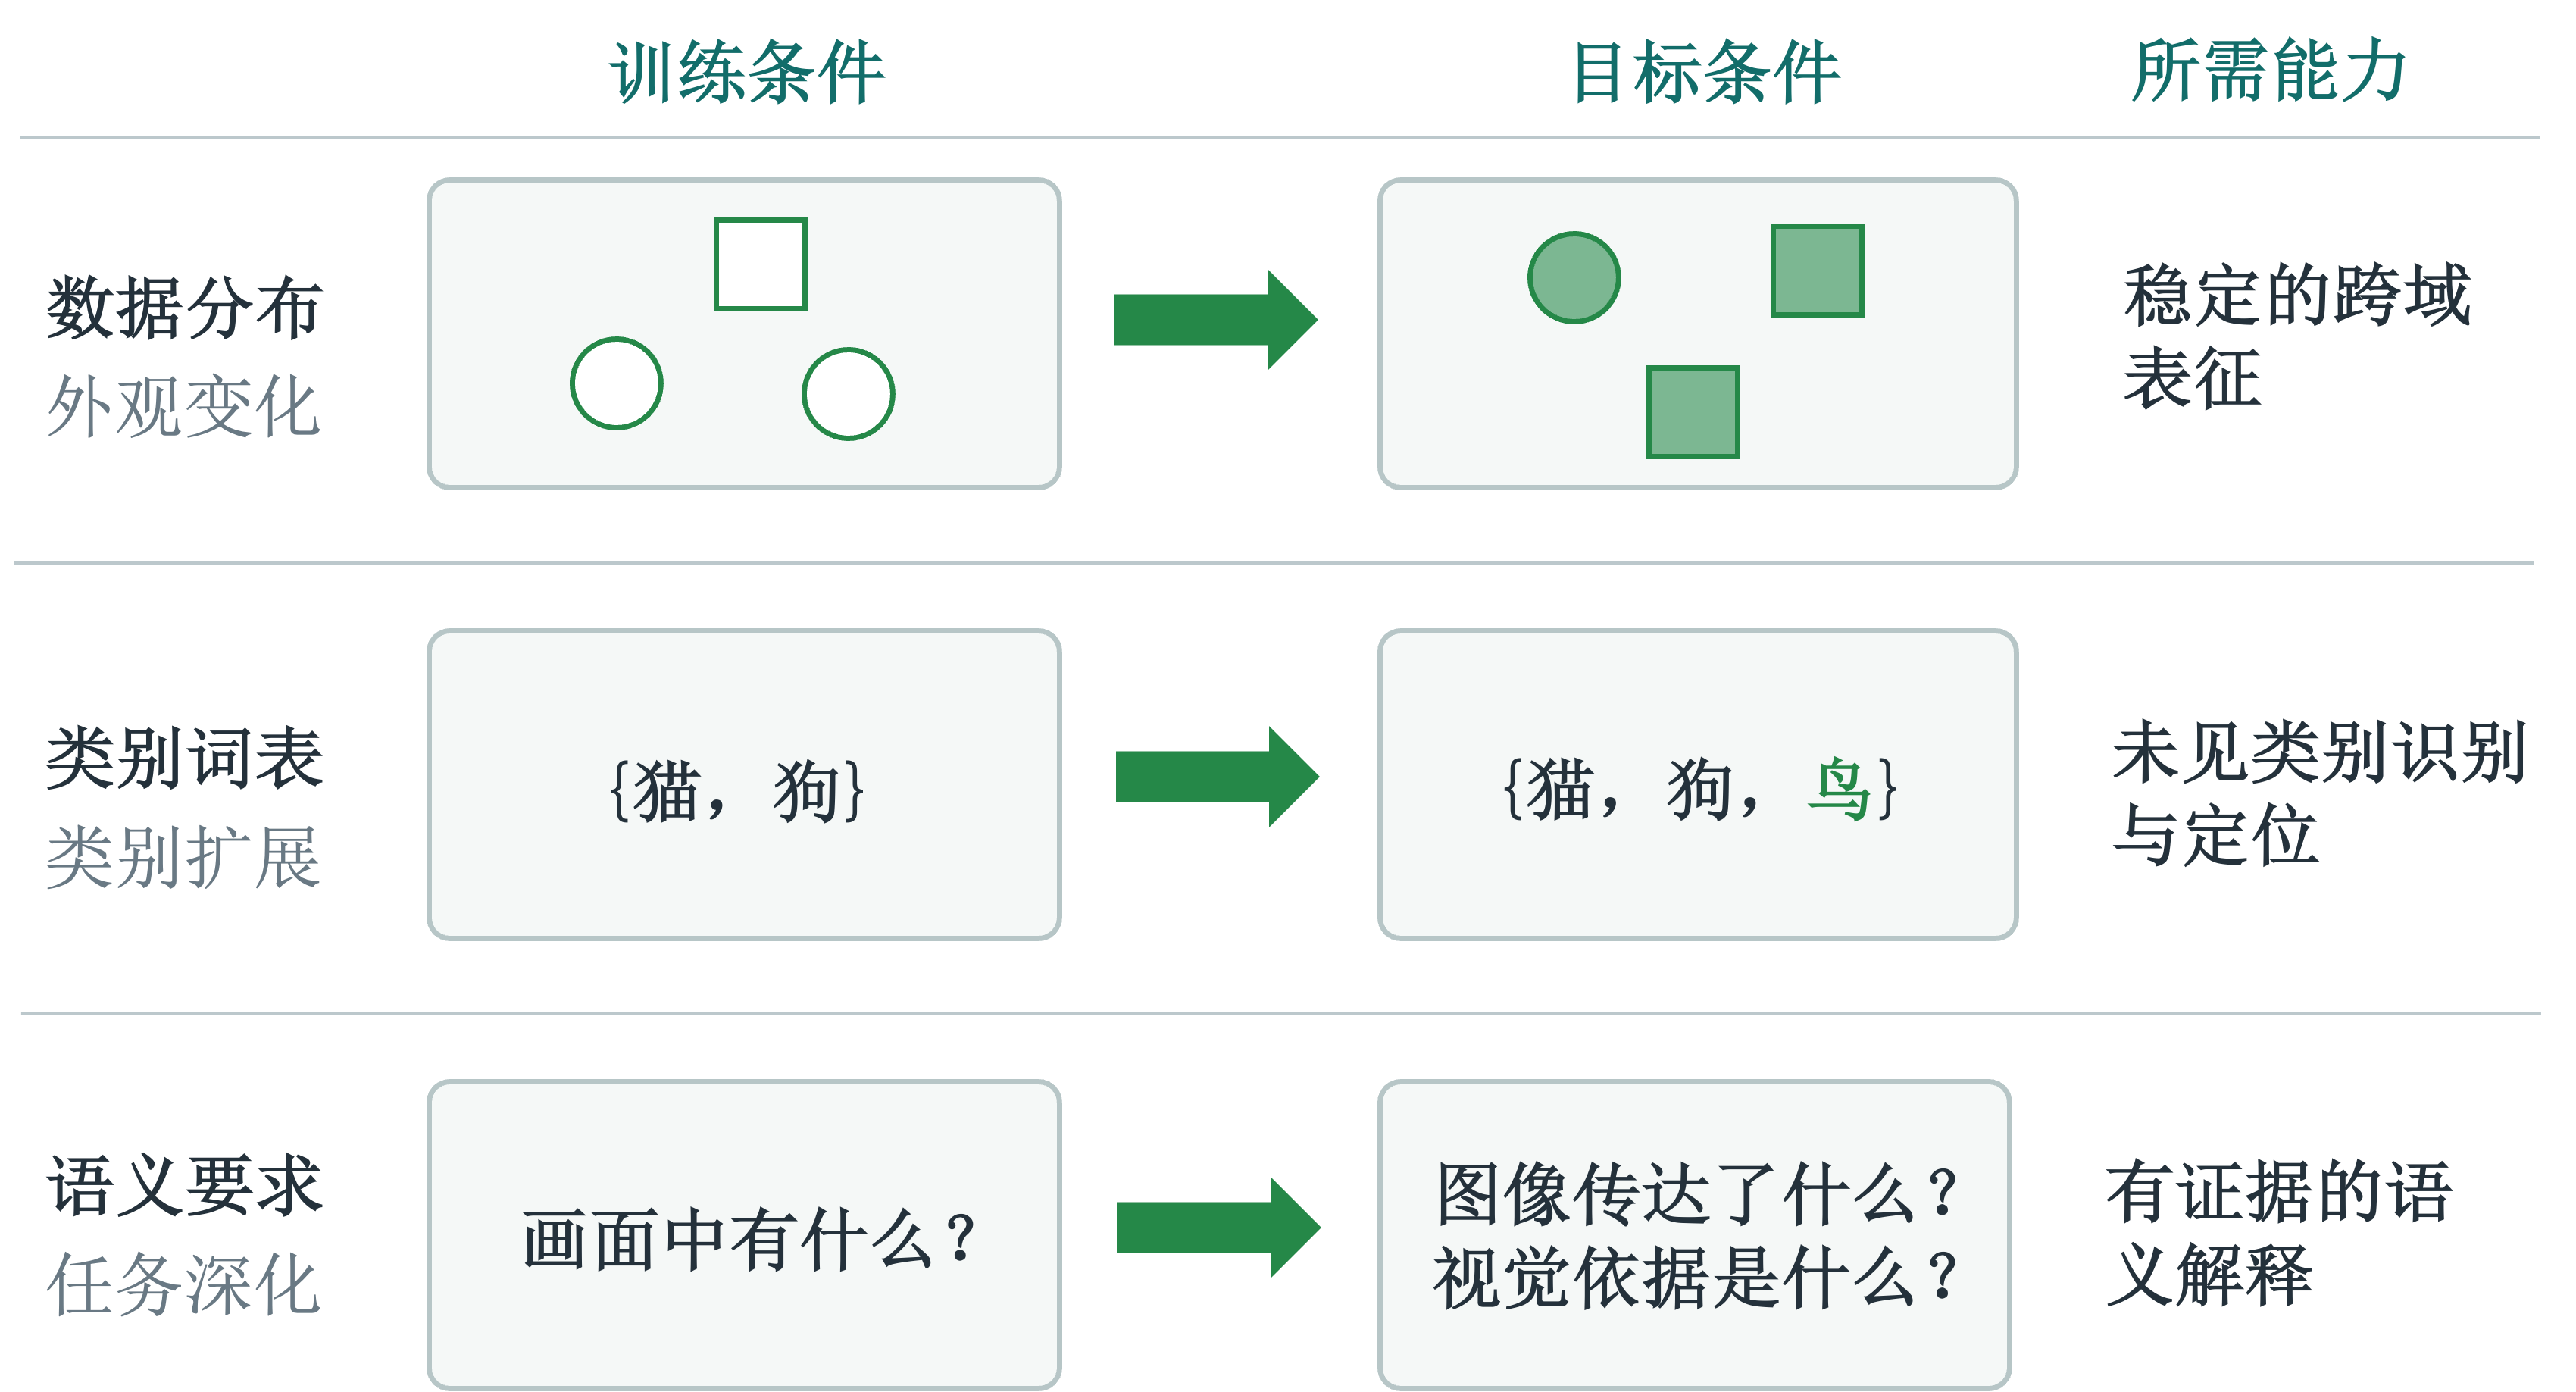 训练条件
目标条件
所需能力
数据分布
外观变化
稳定的跨域
表征
类别词表
类别扩展
{猫，狗}
{猫，狗，鸟}
未见类别识别
与定位
语义要求
任务深化
画面中有什么？
图像传达了什么？
视觉依据是什么？
有证据的语
义解释